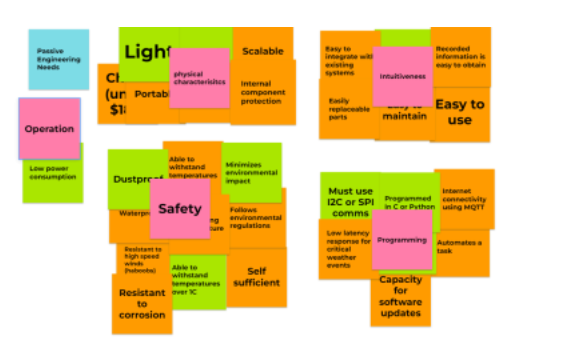 Passive
Engineering
Needs
Operation
Low power
consumption
Light
Scalable
physical
characterisitcs
Ch
(un
$1
Portabl
Internal
component
protection
Easy to
integrate with
existing
systems
Intuitiveness
Recorded
information is
easy to obtain
Easily
replaceable
parts
Easy to
maintain
Easy to
use
Dustproof
Able to
withstand
temperatures
Minimizes
environmental
impact
Safety
Waterpr
ng
ture
Follows
environmental
regulations
Resistant to
high speed
winds
(haboobs)
Able to
withstand
temperatures
over 1C
Self
sufficient
Resistant
to
corrosion
Must use
I2C or SPI
comms
Programmed
in C or Python
Internet
connectivity
using MQTT
Low latency
response for
critical
weather
events
Programming
Automates a
task
Capacity
for
software
updates